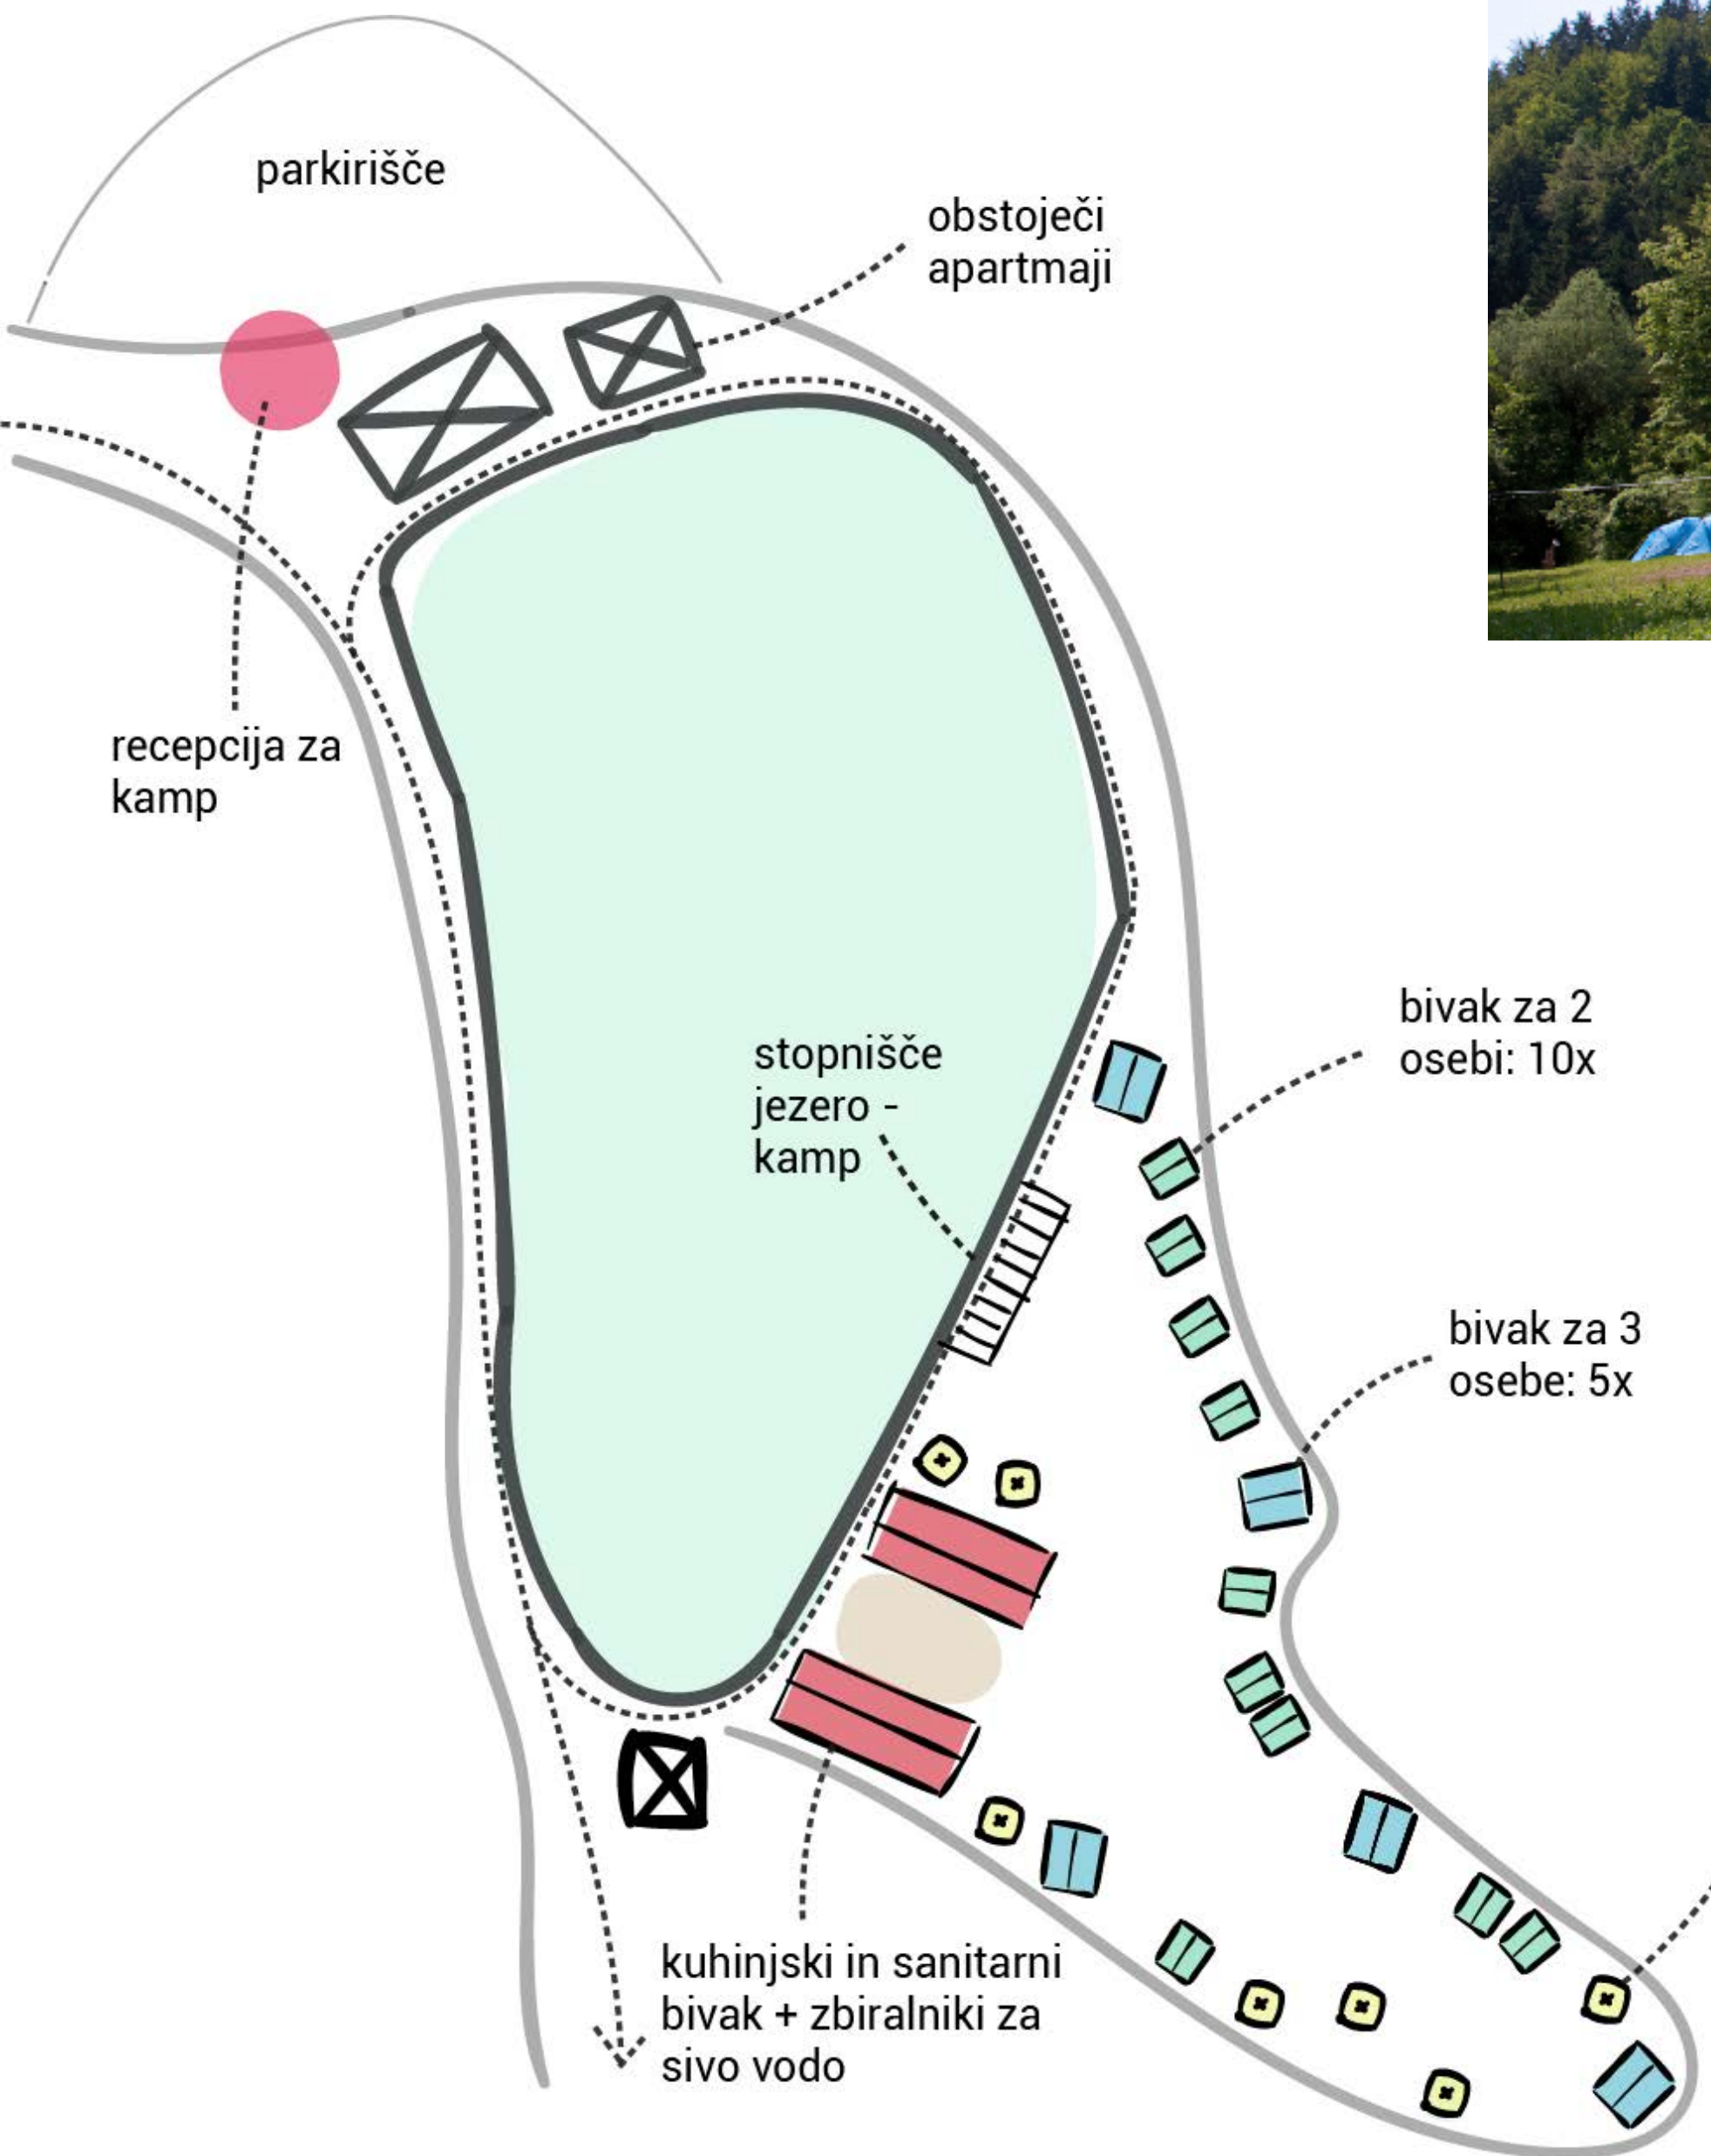 parkirišče
obstoječi
apartmaji
recepcija za
kamp
bivak za 2
osebi: 10x
stopnišče
jezero -
kamp
bivak za 3
osebe: 5x
kuhinjski in sanitarni
bivak + zbiralniki za
sivo vodo